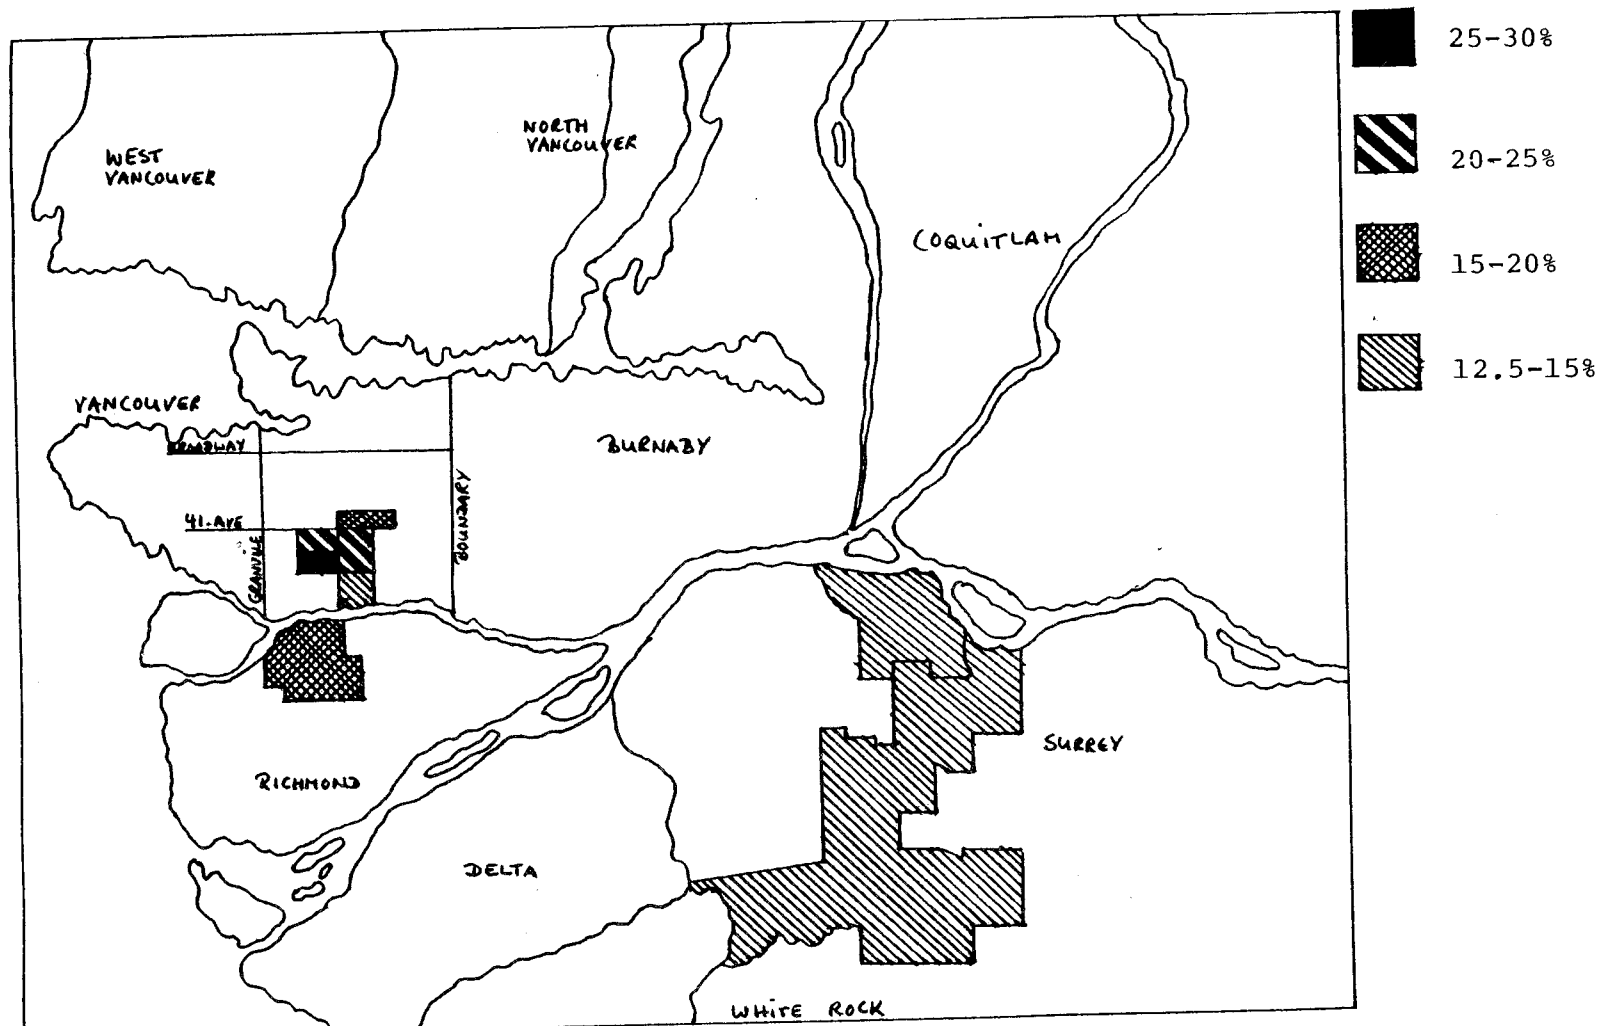 25-30%
20-25%
15-20%
12.5-15%
WEST
VANCOUVER
NORTH
VANCOUVER
COQUITLAM
VANCOUVER
BROADWAY
BURNABY
41-AVE
GRANVILLE
BOUNDARY
RICHMOND
SURREY
DELTA
WHITE ROCK